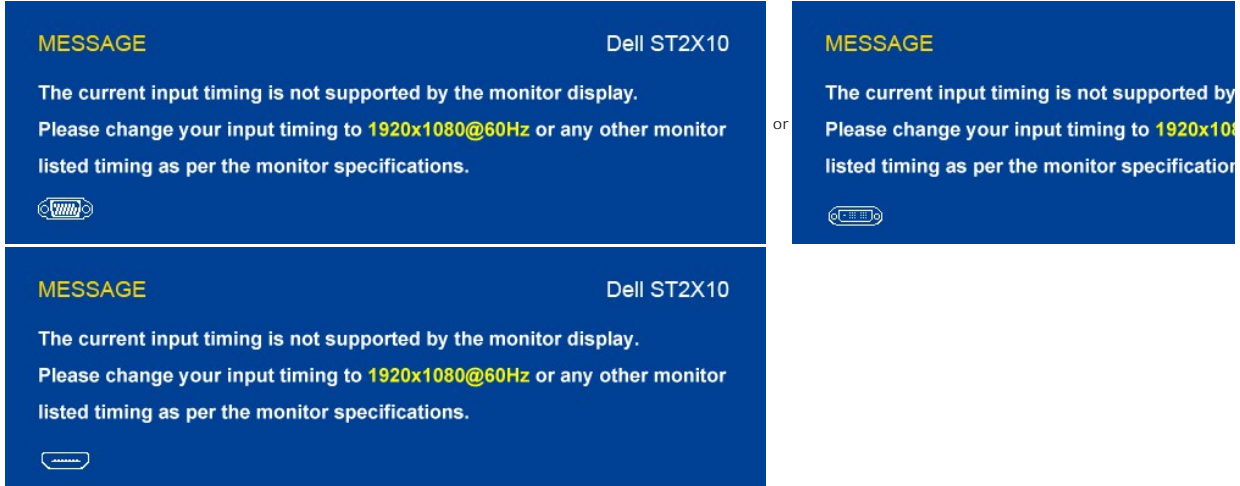 MESSAGE Dell ST2X10
The current input timing is not supported by the monitor display.
Please change your input timing to 1920x1080@60Hz or any other monitor
listed timing as per the monitor specifications.
or
MESSAGE
The current input timing is not supported by
Please change your input timing to
listed timing as per the monitor
MESSAGE Dell ST2X10
The current input timing is not supported by the monitor display.
Please change your input timing to 1920x1080@60Hz or any other monitor
listed timing as per the monitor specifications.